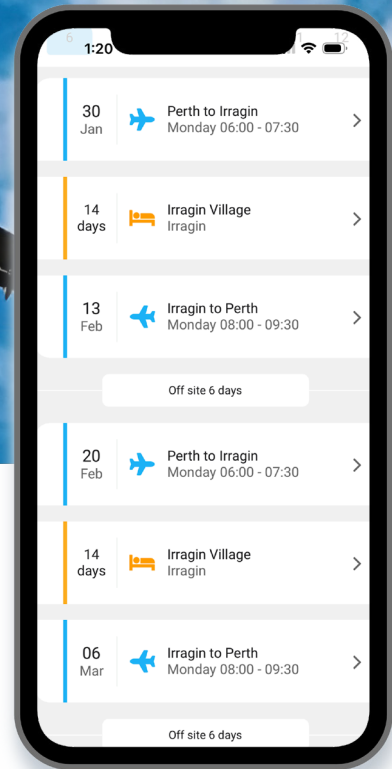 6
1:20
1
12
30
Jan
Perth to Irragin
Monday 06:00 - 07:30
14
days
Irragin Village
Irragin
13
Feb
Irragin to Perth
Monday 08:00 - 09:30
Off site 6 days
20
Feb
Perth to Irragin
Monday 06:00 - 07:30
14
days
Irragin Village
Irragin
06
Mar
Irragin to Perth
Monday 08:00 - 09:30
Off site 6 days